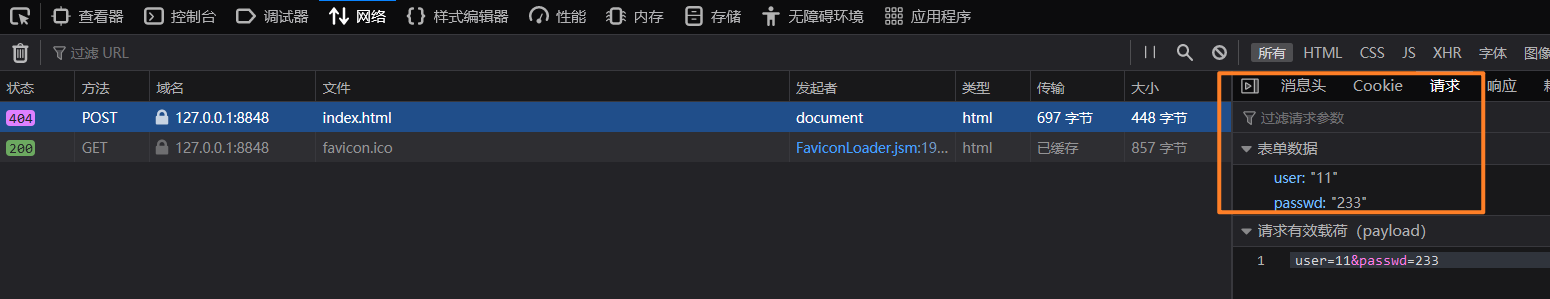 查看器 控制台 调试器 网络 {} 样式编辑器 性能 内存 存储 无障碍环境 应用程序
过滤 URL 所有 HTML CSS JS XHR 字体
状态 方法 域名 文件 发起者 类型 传输 大小
404 POST 127.0.0.1:8848 index.html document html 697 字节 448 字节
200 GET 127.0.0.1:8848 favicon.ico FaviconLoader.jsm:19... html 已缓存 857 字节
消息头 Cookie 请求 响应
过滤请求参数
表单数据
user: "11"
passwd: "233"
请求有效载荷（payload）
1 user=11&passwd=233